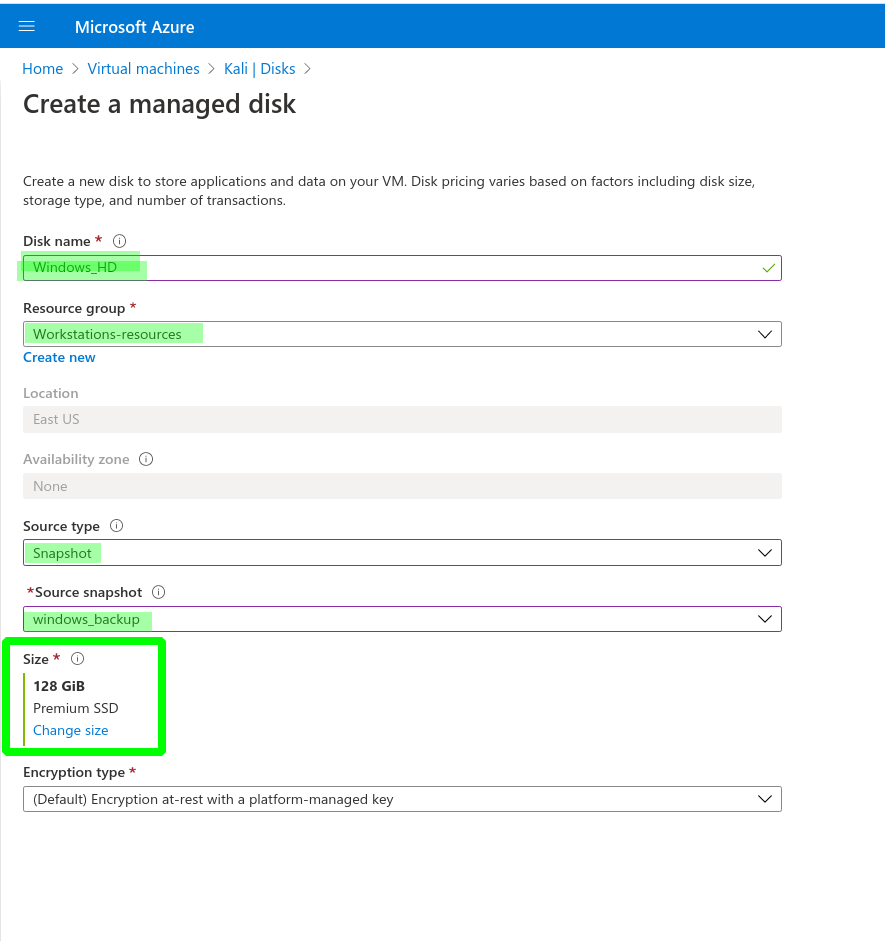 Microsoft Azure
Home > Virtual machines > Kali | Disks >
Create a managed disk
Create a new disk to store applications and data on your VM. Disk pricing varies based on factors including disk size,
storage type, and number of transactions.
Disk name *
Windows_HD
Resource group *
Workstations-resources
Create new
Location
East US
Availability zone
None
Source type
Snapshot
*Source snapshot
windows_backup
Size *
128 GiB
Premium SSD
Change size
Encryption type *
(Default) Encryption at-rest with a platform-managed key